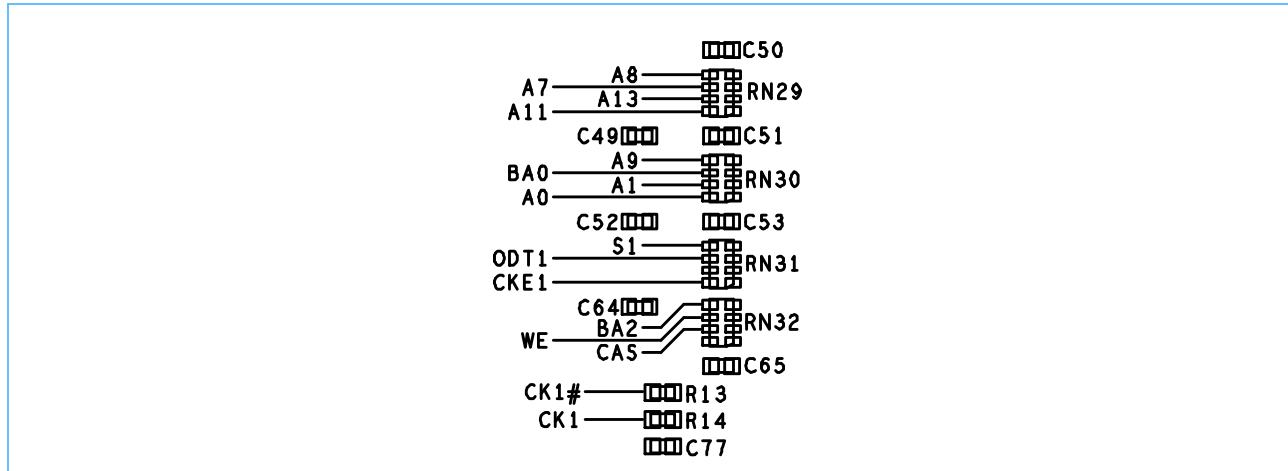 C50
A8
A7
RN29
A13
A11
C49 C51
A9
BA0
RN30
A1
A0
C52 C53
S1
ODT1
RN31
CKE1
C64
BA2
RN32
WE
CAS
C65
CK1# R13
CK1 R14
C77